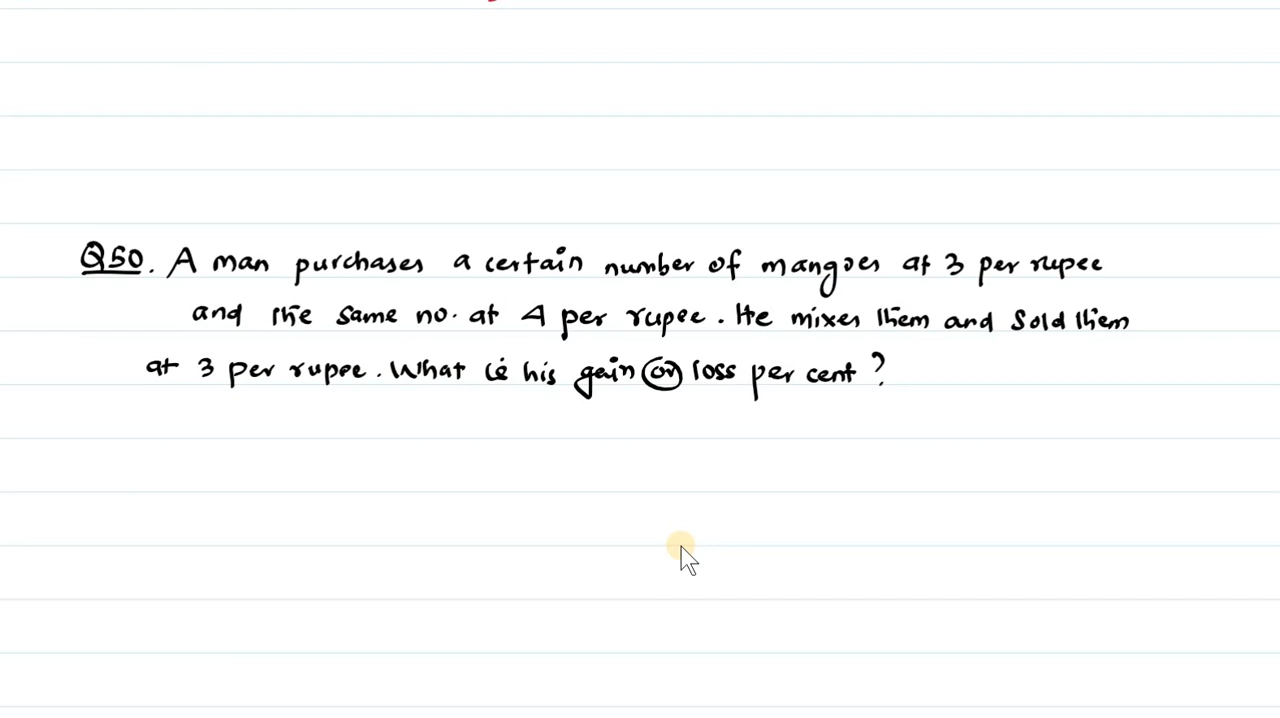 Q50. A man purchases a certain number of mangoes at 3 per rupee
and the same no. at 4 per rupee. He mixes them and sold them
at 3 per rupee. What is his gain or loss per cent?